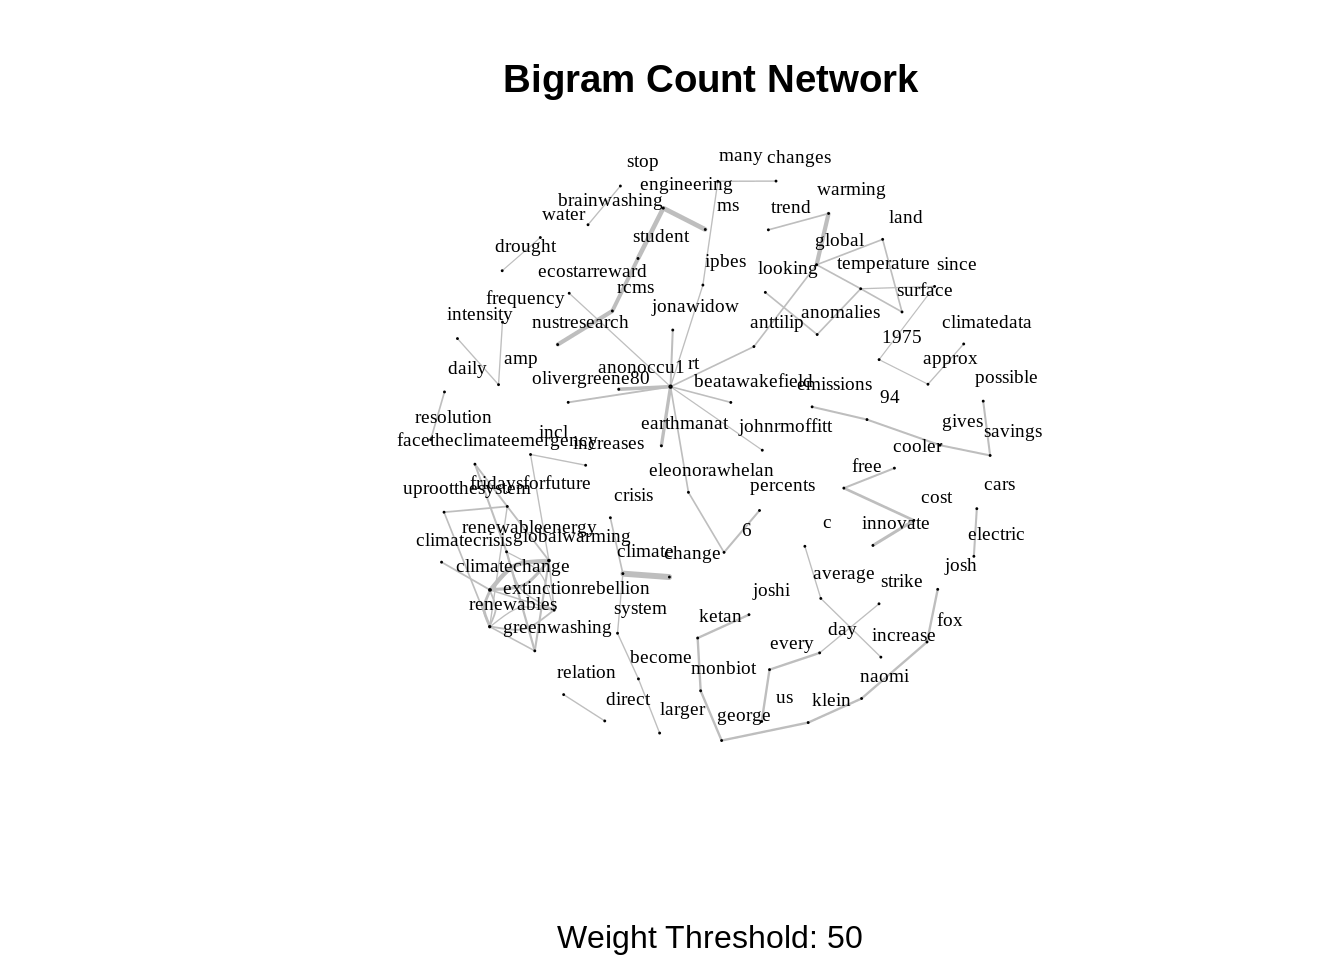 Bigram Count Network
many
changes
stop
engineering
warming
brainwashing
ms
trend
water
land
student
global
drought
ecostarreward
ipbes
looking
temperature
since
rcms
surface
frequency
jonawidow
intensity
nustresearch
anttilip
anomalies
climatedata
1975
amp
approx
daily
anonoccu1
rt
olivergreene80
beatawakefield
emissions
possible
94
resolution
earthmanat
johnrmoffitt
gives
savings
facetheclimateemergency
incl
increases
cooler
free
eleonorawhelan
fridaysforfuture
uprootthesystem
percents
cars
crisis
cost
renewableenergy
6
c
innovate
climatecrisis
globalwarming
electric
climate
change
climatechange
josh
average
extinctionrebellion
joshi
strike
renewables
system
ketan
fox
greenwashing
day
increase
every
become
monbiot
relation
naomi
direct
larger
george
us
klein
Weight Threshold: 50